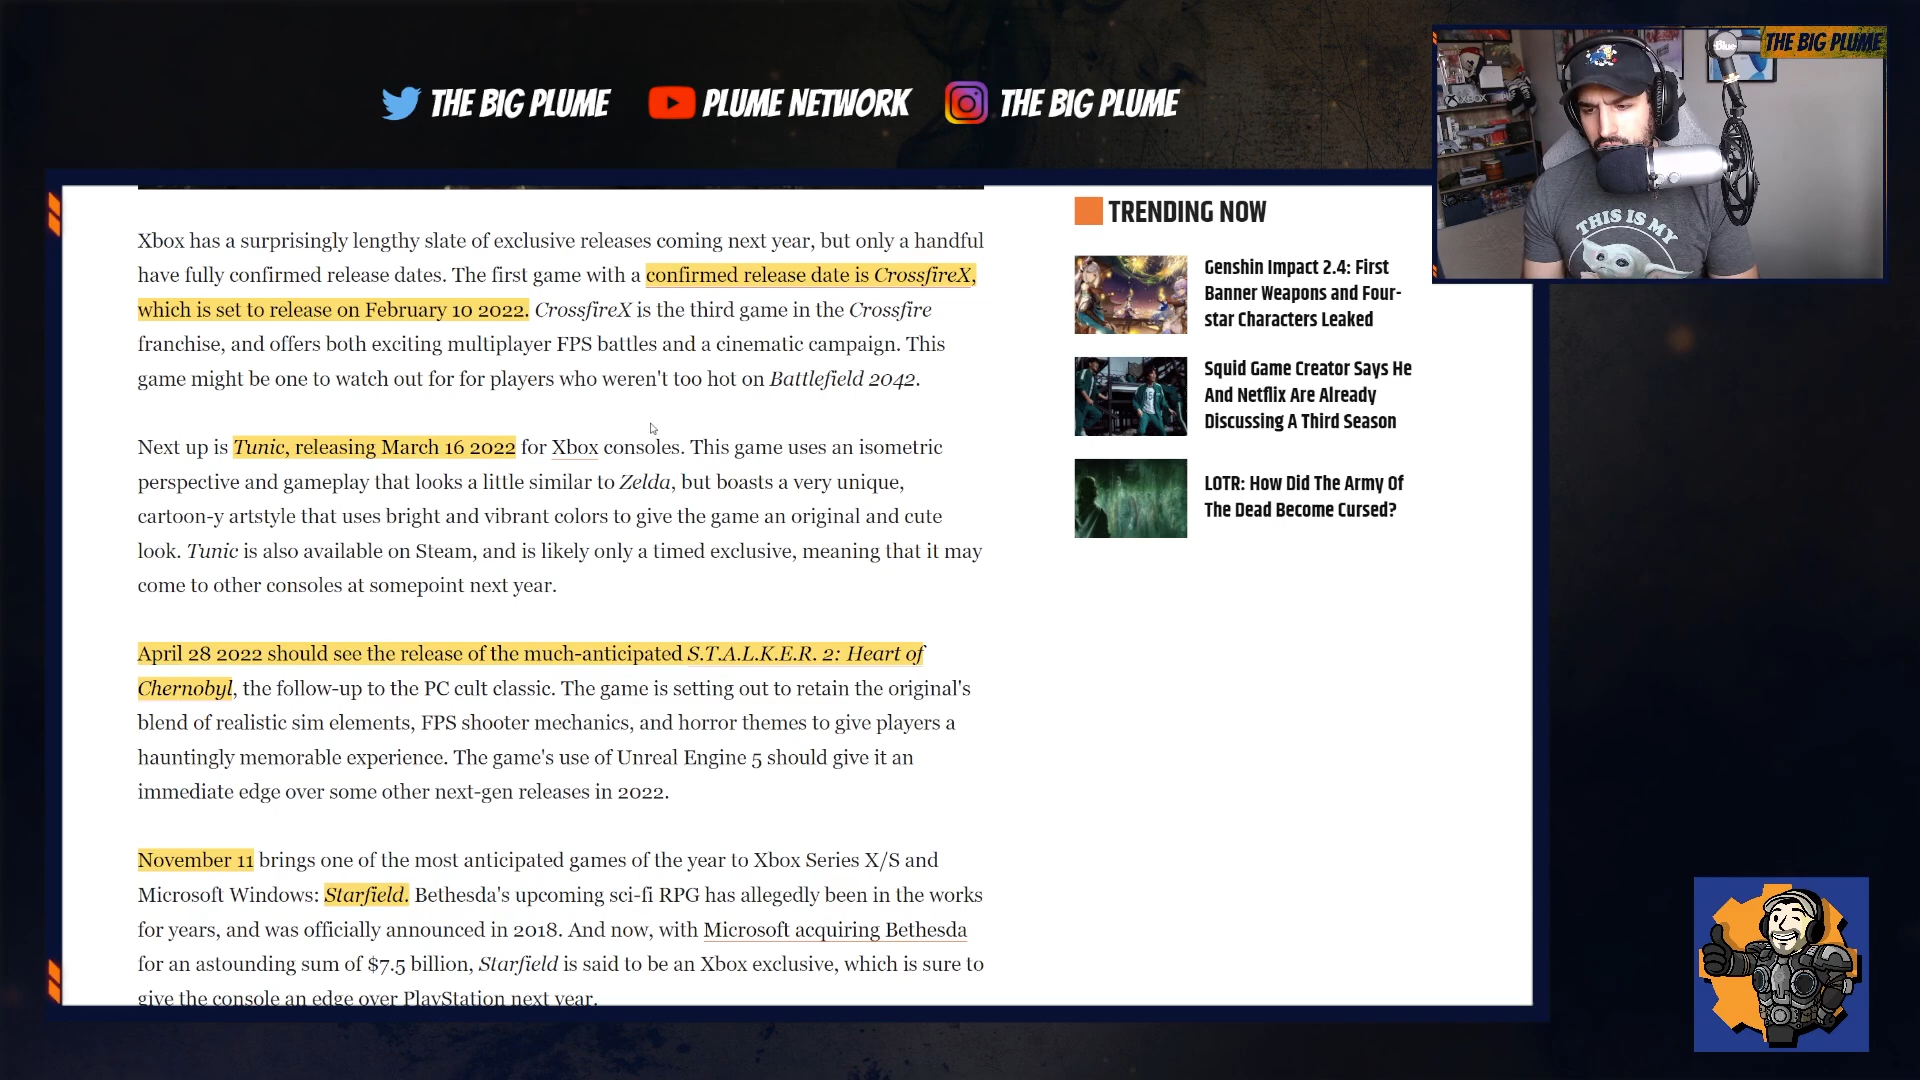 THE BIG PLUME
PLUME NETWORK
THE BIG PLUME
THE BIG PLUME
Blue
XBOX
THIS IS MY
Xbox has a surprisingly lengthy slate of exclusive releases coming next year, but only a handful
have fully confirmed release dates. The first game with a confirmed release date is CrossfireX,
which is set to release on February 10 2022. CrossfireX is the third game in the Crossfire
franchise, and offers both exciting multiplayer FPS battles and a cinematic campaign. This
game might be one to watch out for for players who weren't too hot on Battlefield 2042.
Next up is Tunic, releasing March 16 2022 for Xbox consoles. This game uses an isometric
perspective and gameplay that looks a little similar to Zelda, but boasts a very unique,
cartoon-y artstyle that uses bright and vibrant colors to give the game an original and cute
look. Tunic is also available on Steam, and is likely only a timed exclusive, meaning that it may
come to other consoles at somepoint next year.
April 28 2022 should see the release of the much-anticipated S.T.A.L.K.E.R. 2: Heart of
Chernobyl, the follow-up to the PC cult classic. The game is setting out to retain the original's
blend of realistic sim elements, FPS shooter mechanics, and horror themes to give players a
hauntingly memorable experience. The game's use of Unreal Engine 5 should give it an
immediate edge over some other next-gen releases in 2022.
November 11 brings one of the most anticipated games of the year to Xbox Series X/S and
Microsoft Windows: Starfield. Bethesda's upcoming sci-fi RPG has allegedly been in the works
for years, and was officially announced in 2018. And now, with Microsoft acquiring Bethesda
for an astounding sum of $7.5 billion, Starfield is said to be an Xbox exclusive, which is sure to
give the console an edge over PlayStation next year.
TRENDING NOW
Genshin Impact 2.4: First
Banner Weapons and Four-
star Characters Leaked
Squid Game Creator Says He
And Netflix Are Already
Discussing A Third Season
LOTR: How Did The Army Of
The Dead Become Cursed?